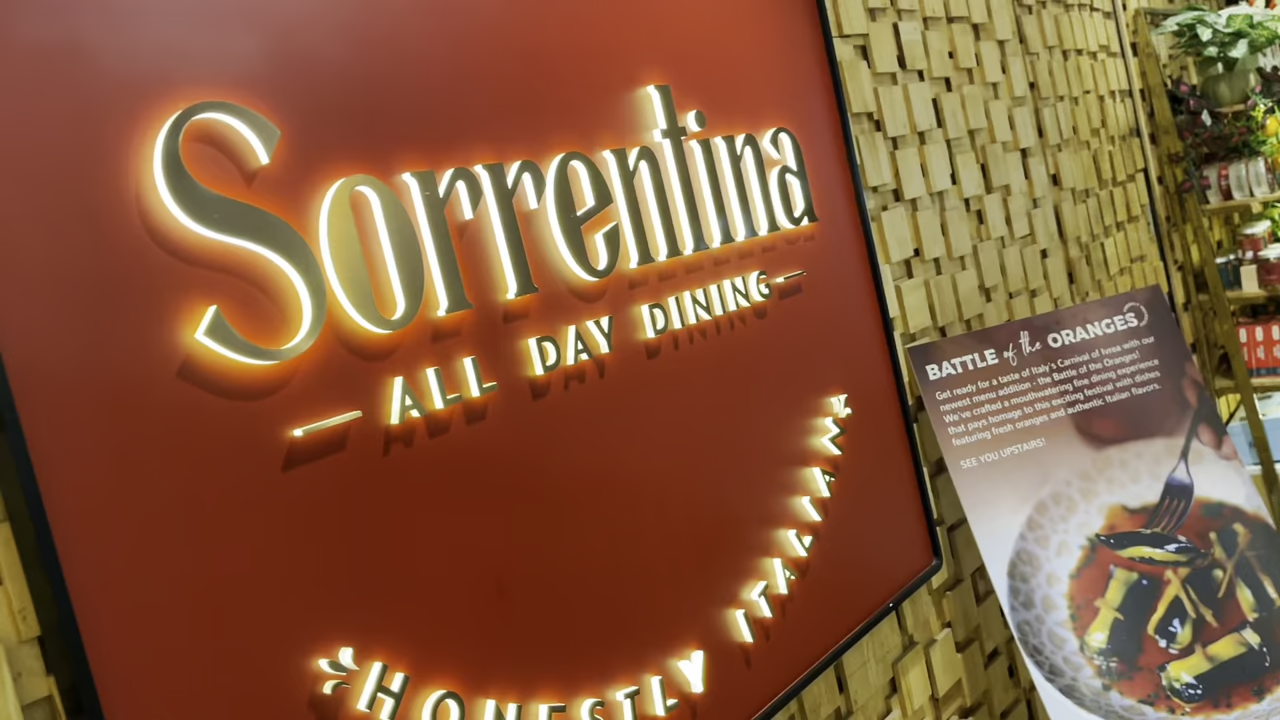 Sorrentina
ALL DAY DINING
HONESTLY ITALIAN
BATTLE of the ORANGES
Get ready for a taste of Italy's Carnival of Ivrea with our
newest menu addition - the Battle of the Oranges!
We've crafted a mouthwatering fine dining experience
that pays homage to this exciting festival with dishes
featuring fresh oranges and authentic Italian flavors.
SEE YOU UPSTAIRS!